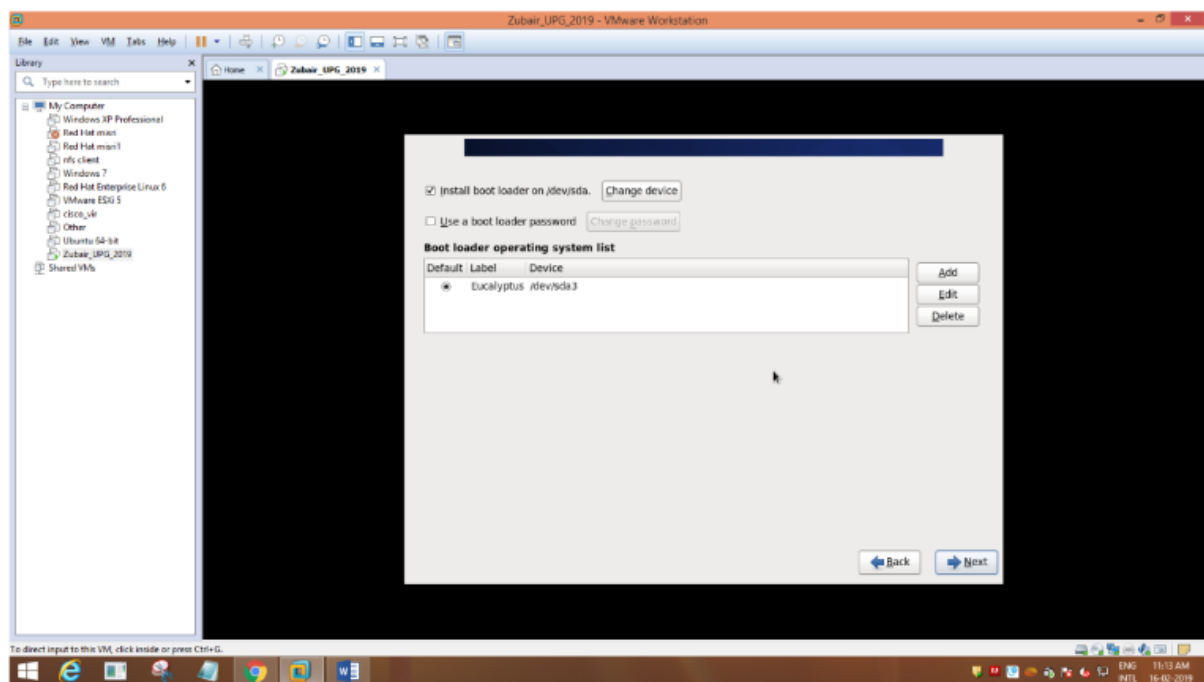 Zubair_UPG_2019 - VMware Workstation
File Edit View VM Tabs Help
Library
Type here to search
Home
Zubair_UPG_2019
My Computer
Windows XP Professional
Red Hat misri
Red Hat misri1
nfs client
Windows 7
Red Hat Enterprise Linux 6
VMware ESXi 5
cisco_vir
Other
Ubuntu 64-bit
Zubair_UPG_2019
Shared VMs
Install boot loader on /dev/sda. Change device
Use a boot loader password Change password
Boot loader operating system list
Default Label Device
Eucalyptus /dev/sda3
Add
Edit
Delete
Back Next
To direct input to this VM, click inside or press Ctrl+G.
ENG 11:13 AM
INTL 16-02-2019